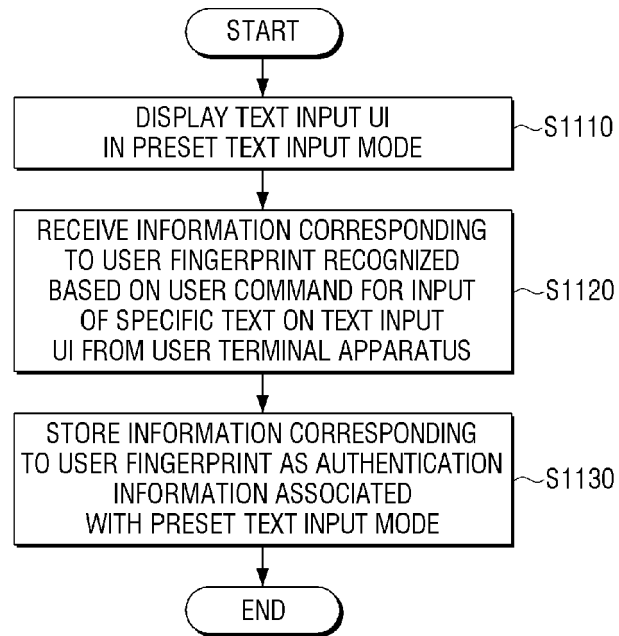 START
DISPLAY TEXT INPUT UI
IN PRESET TEXT INPUT MODE
S1110
RECEIVE INFORMATION CORRESPONDING
TO USER FINGERPRINT RECOGNIZED
BASED ON USER COMMAND FOR INPUT
OF SPECIFIC TEXT ON TEXT INPUT
UI FROM USER TERMINAL APPARATUS
S1120
STORE INFORMATION CORRESPONDING
TO USER FINGERPRINT AS AUTHENTICATION
INFORMATION ASSOCIATED
WITH PRESET TEXT INPUT MODE
S1130
END